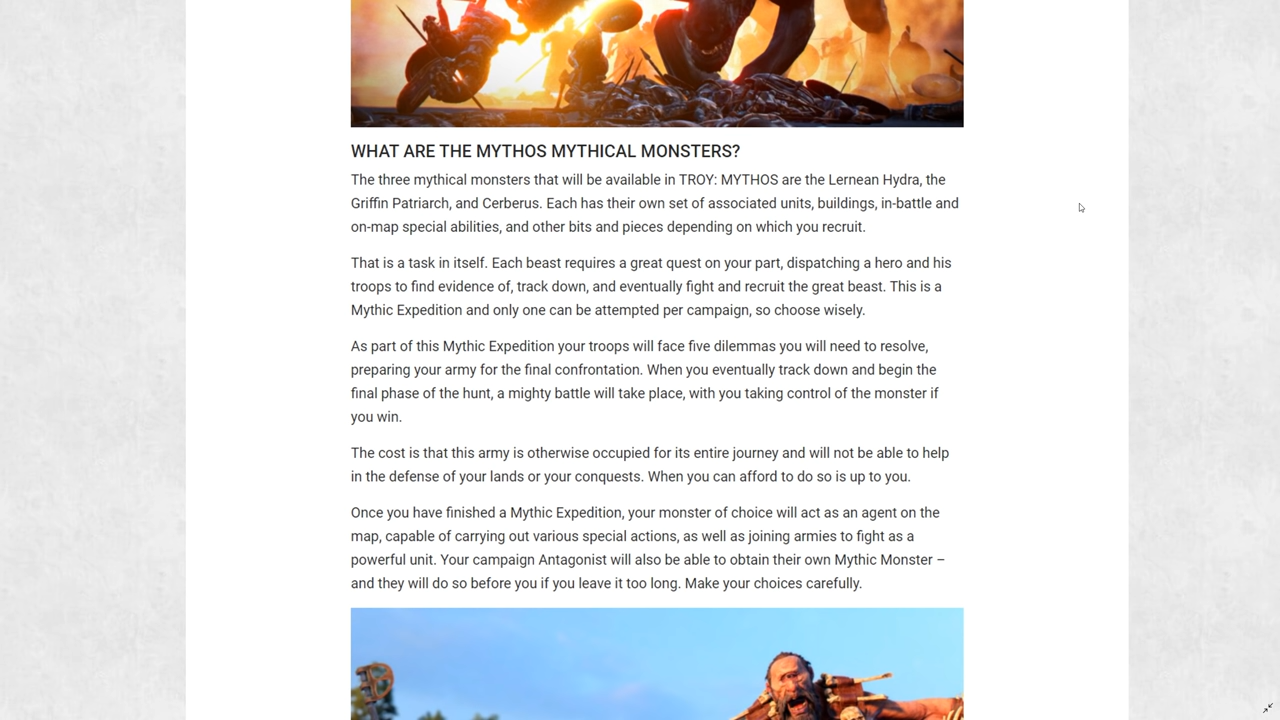 WHAT ARE THE MYTHOS MYTHICAL MONSTERS?
The three mythical monsters that will be available in TROY: MYTHOS are the Lernean Hydra, the
Griffin Patriarch, and Cerberus. Each has their own set of associated units, buildings, in-battle and
on-map special abilities, and other bits and pieces depending on which you recruit.
That is a task in itself. Each beast requires a great quest on your part, dispatching a hero and his
troops to find evidence of, track down, and eventually fight and recruit the great beast. This is a
Mythic Expedition and only one can be attempted per campaign, so choose wisely.
As part of this Mythic Expedition your troops will face five dilemmas you will need to resolve,
preparing your army for the final confrontation. When you eventually track down and begin the
final phase of the hunt, a mighty battle will take place, with you taking control of the monster if
you win.
The cost is that this army is otherwise occupied for its entire journey and will not be able to help
in the defense of your lands or your conquests. When you can afford to do so is up to you.
Once you have finished a Mythic Expedition, your monster of choice will act as an agent on the
map, capable of carrying out various special actions, as well as joining armies to fight as a
powerful unit. Your campaign Antagonist will also be able to obtain their own Mythic Monster –
and they will do so before you if you leave it too long. Make your choices carefully.